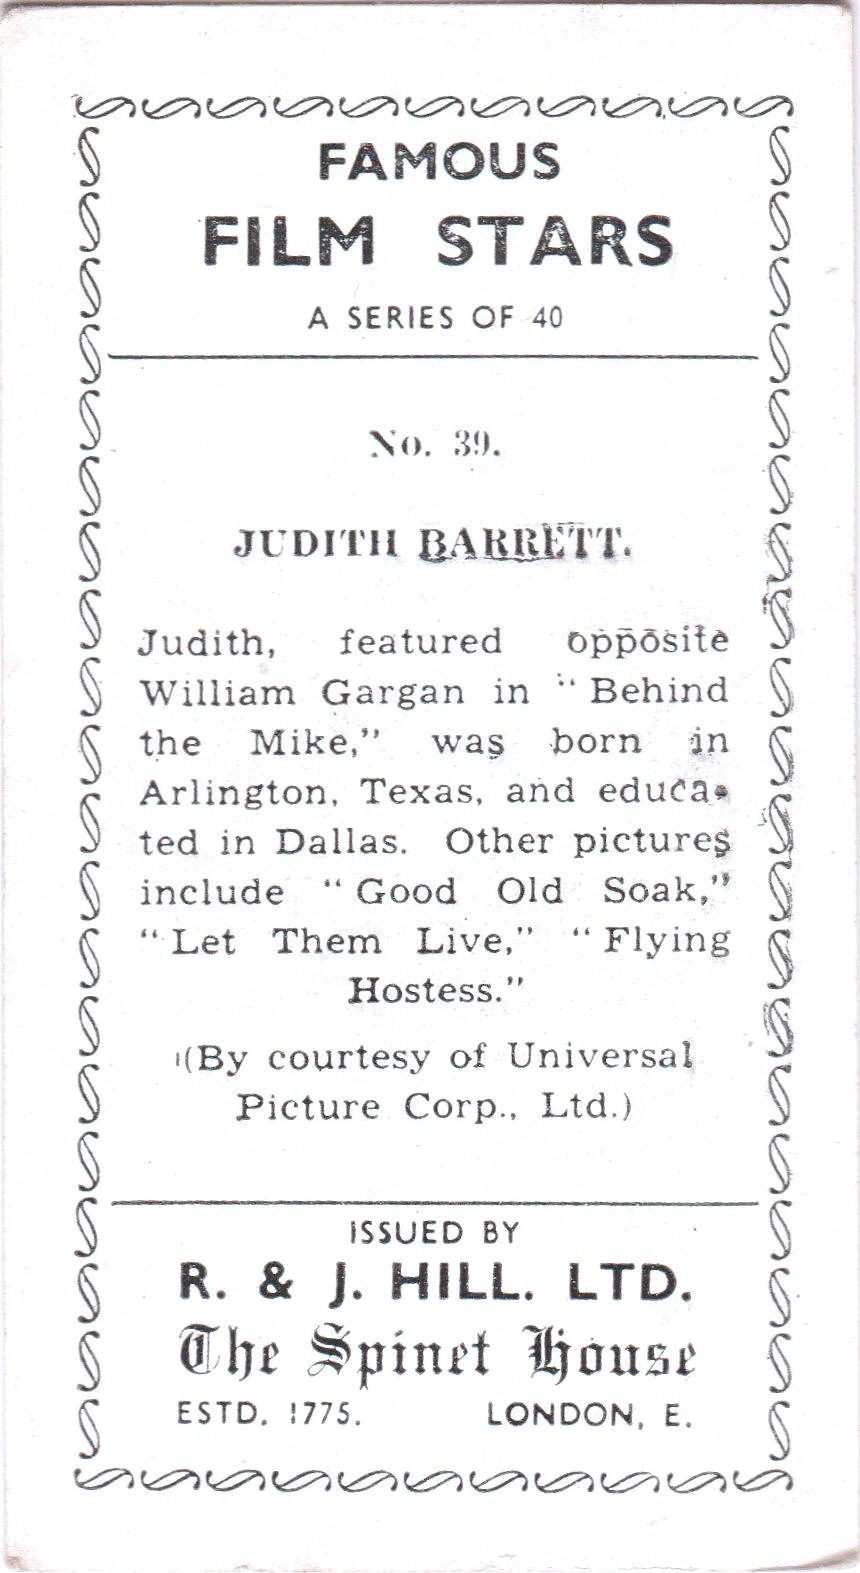 FAMOUS
FILM STARS
A SERIES OF 40
No. 39.
JUDITH BARRETT.
Judith, featured opposite
William Gargan in " Behind
the Mike," was born in
Arlington, Texas, and educa-
ted in Dallas. Other pictures
include " Good Old Soak,"
" Let Them Live," " Flying
Hostess."
(By courtesy of Universal
Picture Corp., Ltd.)
ISSUED BY
R. & J. HILL. LTD.
The Spinet House
ESTD. 1775. LONDON, E.